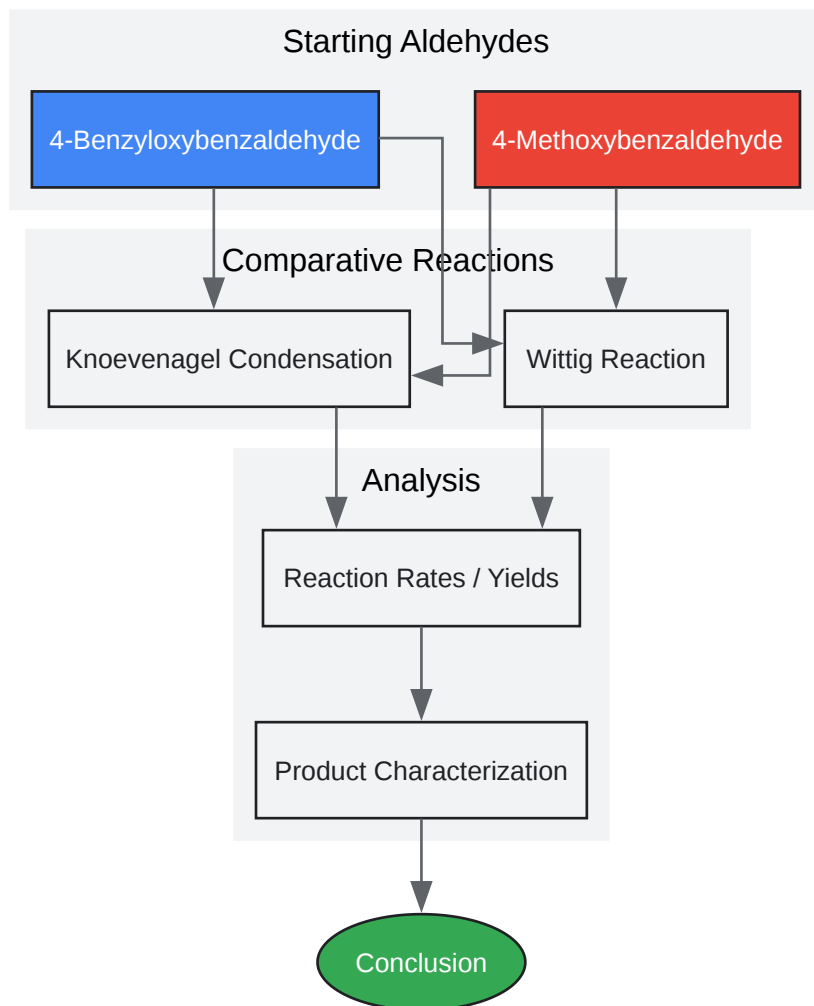 Starting Aldehydes
4-Benzyloxybenzaldehyde
4-Methoxybenzaldehyde
Comparative Reactions
Knoevenagel Condensation
Wittig Reaction
Analysis
Reaction Rates / Yields
Product Characterization
Conclusion